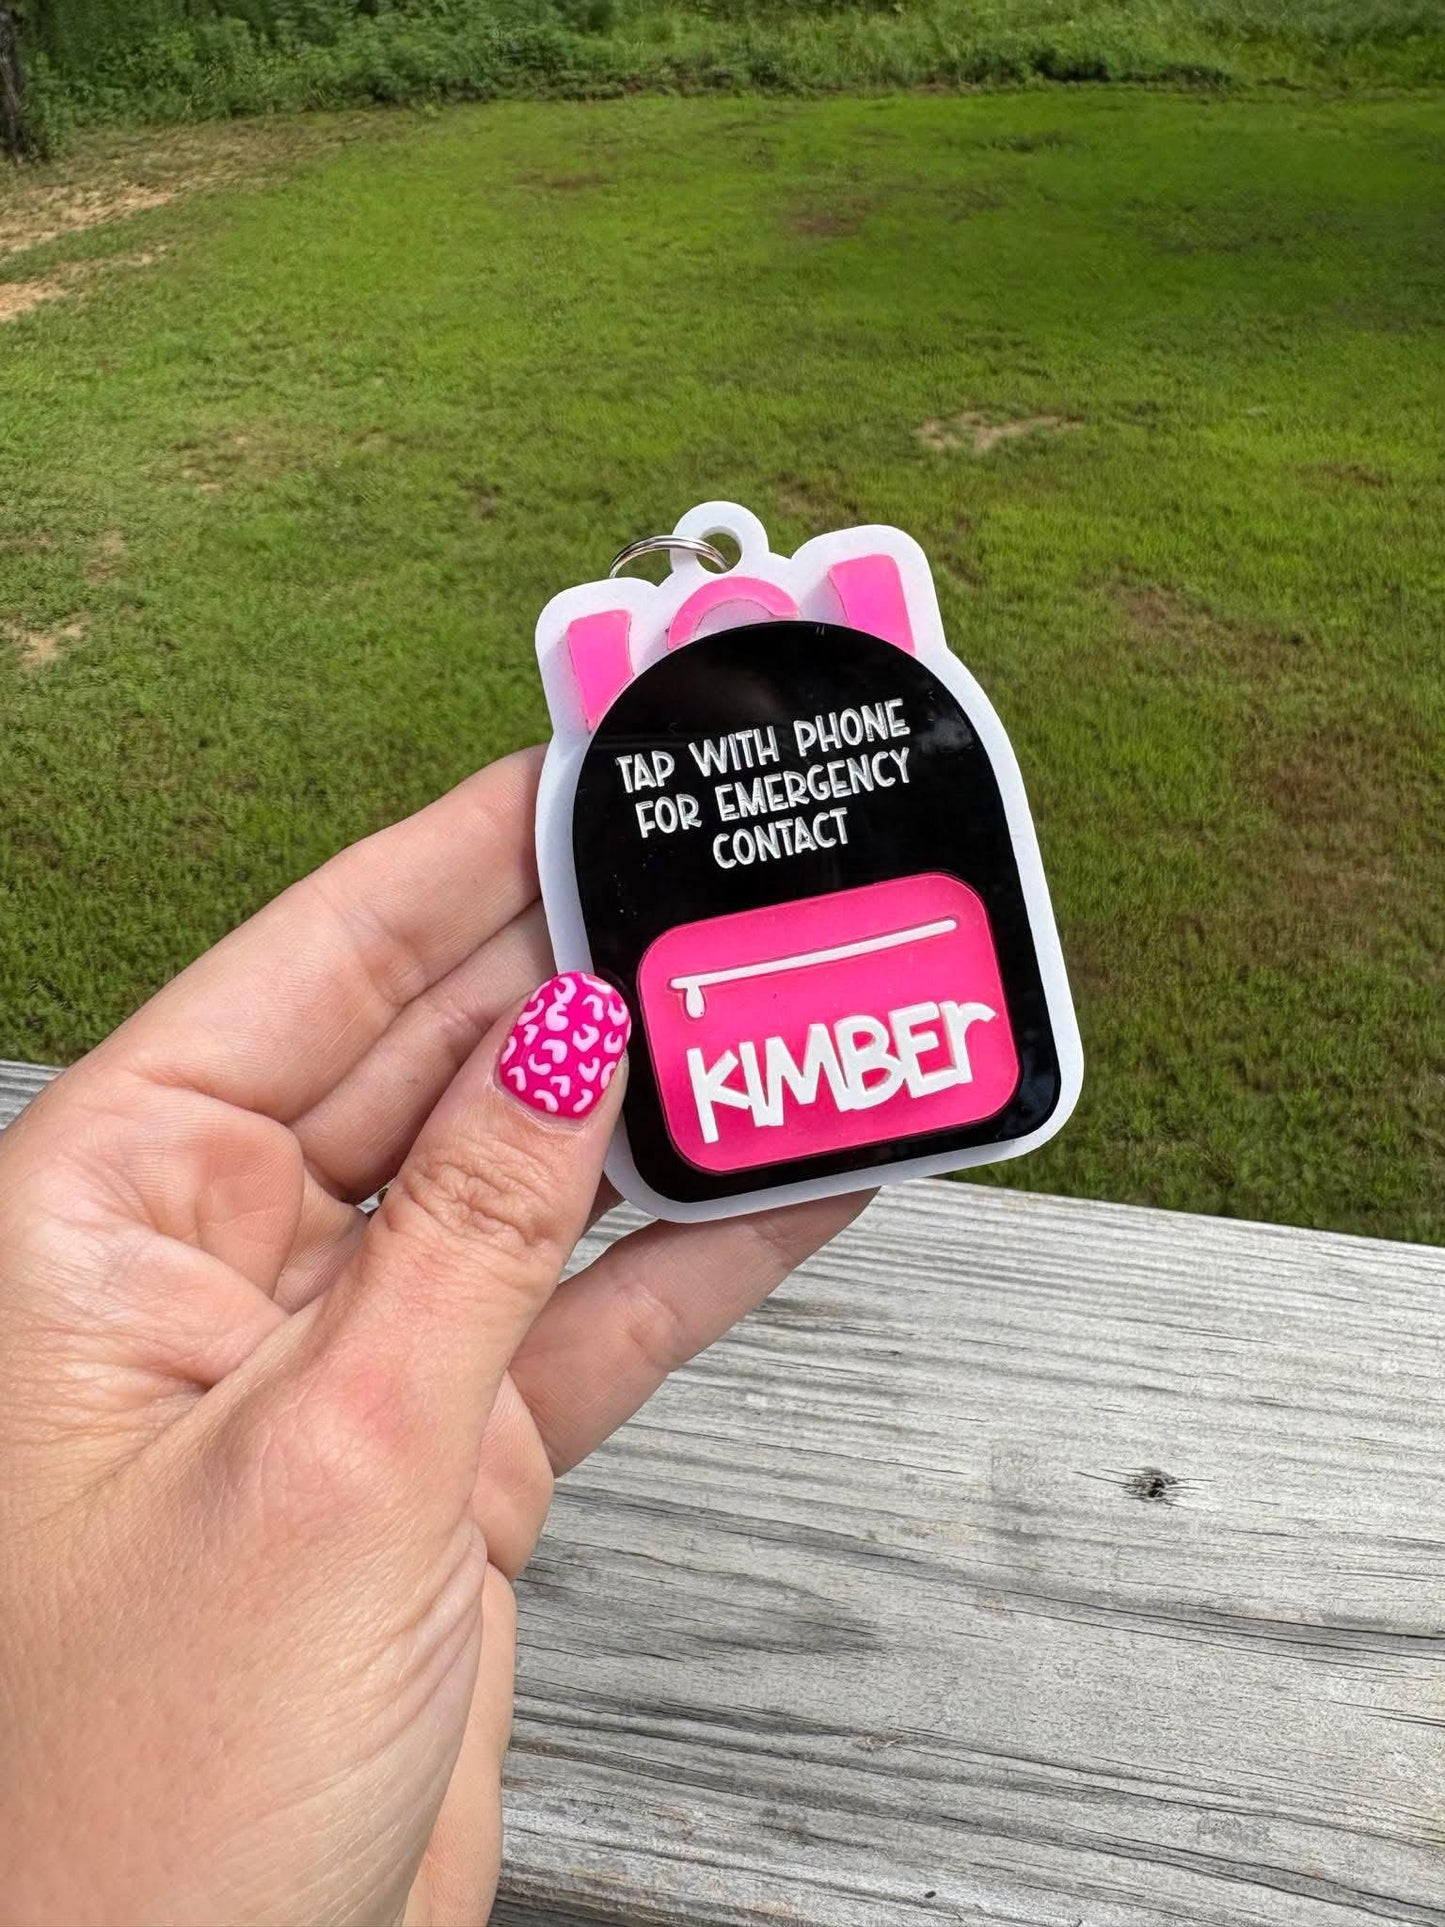 TAP WITH PHONE
FOR EMERGENCY
CONTACT
KIMBEr